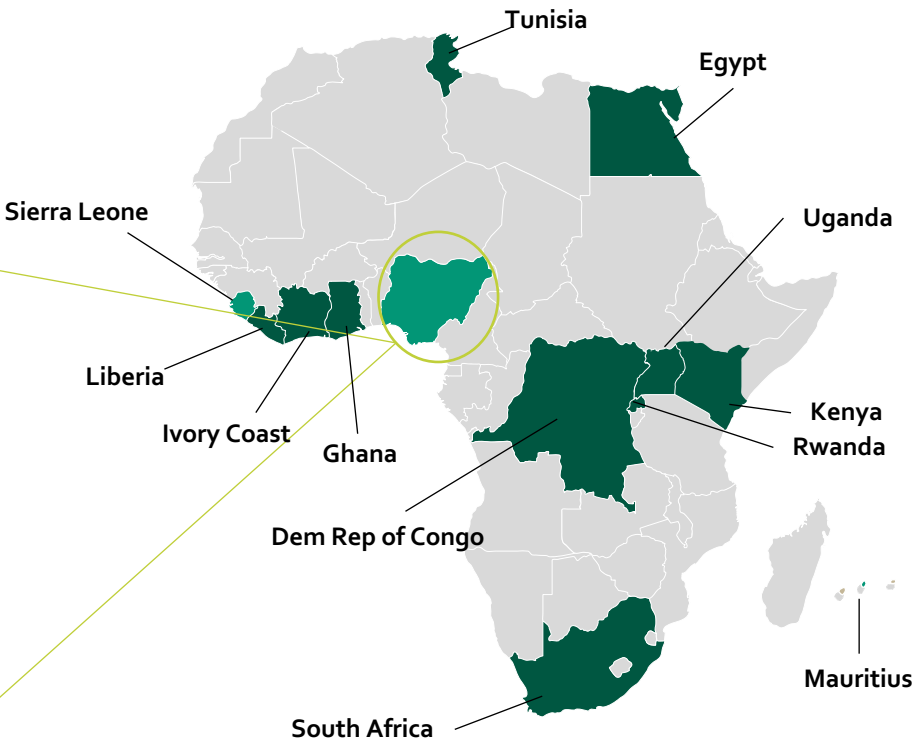 Tunisia
Egypt
Sierra Leone
Uganda
Liberia
Kenya
Ivory Coast
Rwanda
Ghana
Dem Rep of Congo
Mauritius
South Africa